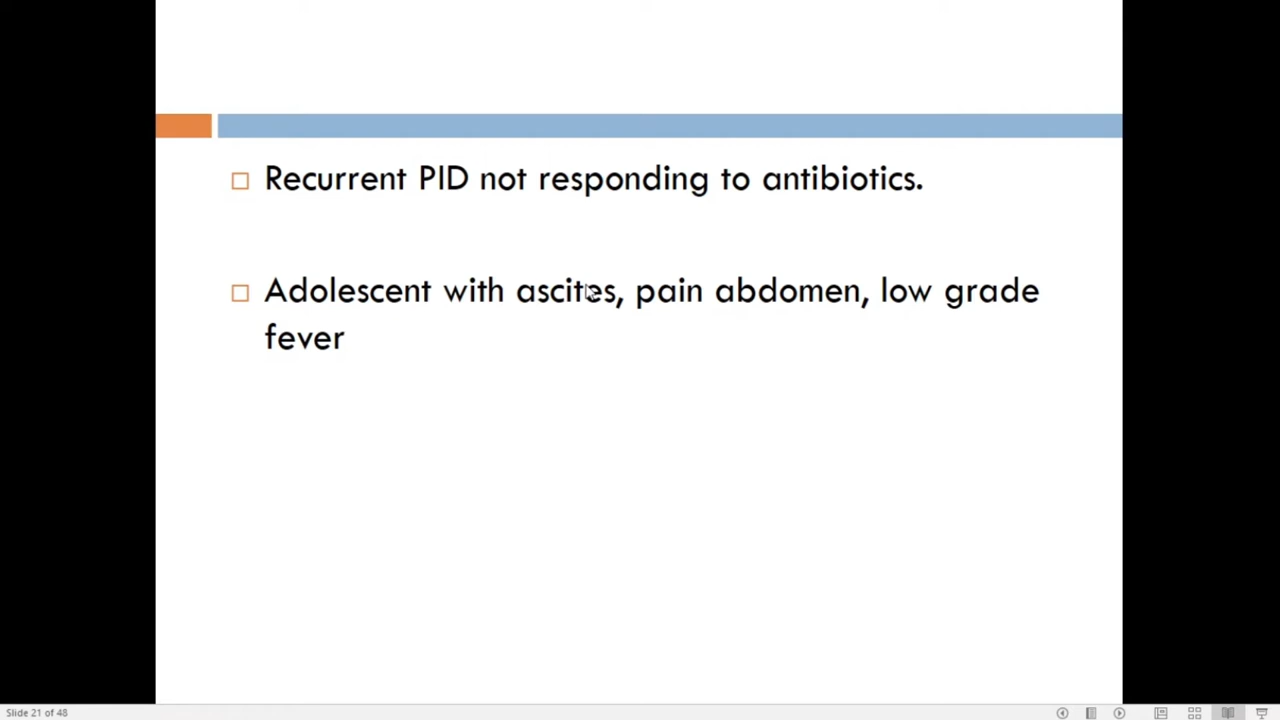 Recurrent PID not responding to antibiotics.
Adolescent with ascites, pain abdomen, low grade
fever
Slide 21 of 48